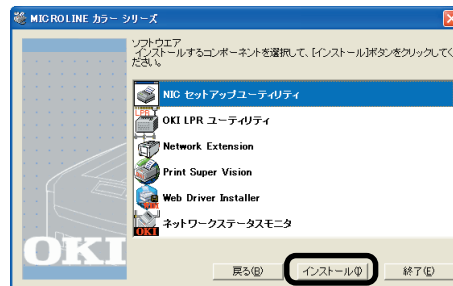 MICROLINE カラー シリーズ
ソフトウエア
インストールするコンポーネントを選択して、[インストール]ボタンをクリックしてく
ださい。
NIC セットアップユーティリティ
LPR
OKI LPR ユーティリティ
Network Extension
Print Super Vision
Web Driver Installer
OKI
ネットワークステータスモニタ
OKI
戻る(B)
インストール(I)
終了(E)